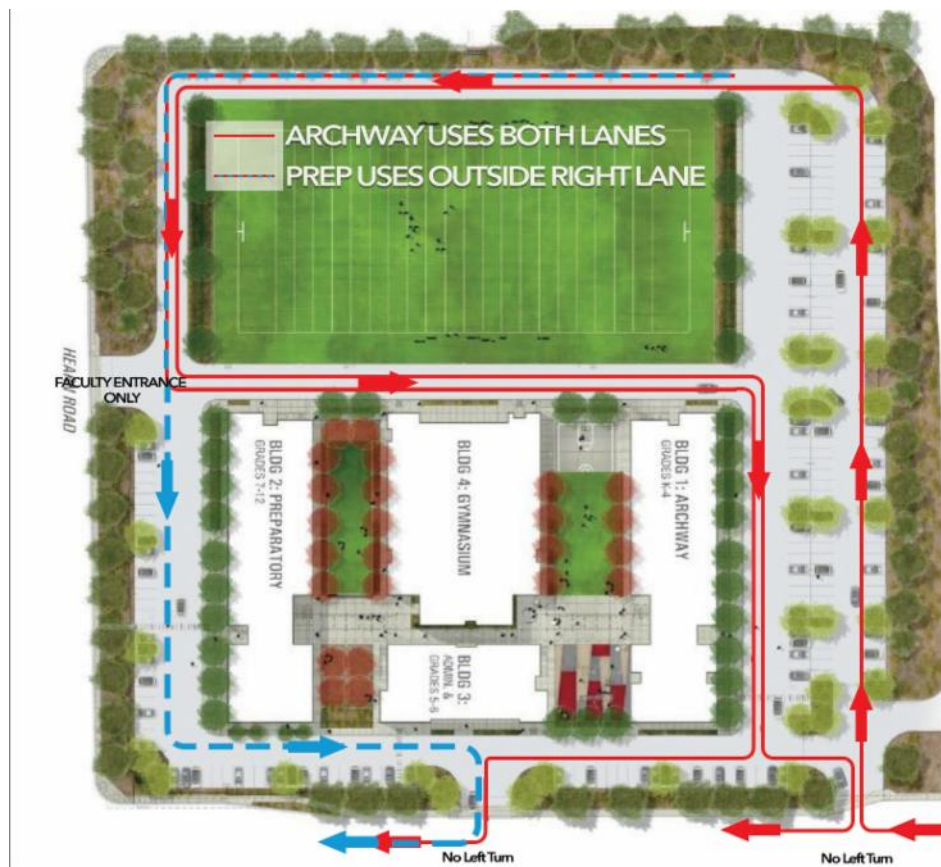 ARCHWAY USES BOTH LANES
PREP USES OUTSIDE RIGHT LANE
FACULTY ENTRANCE
ONLY
BLDG 2: PREPARATORY
GRADES 7-12
BLDG 4: GYMNASIUM
BLDG 1: ARCHWAY
GRADES K-4
BLDG 3:
ADMIN. &
GRADES 5-6
No Left Turn
No Left Turn